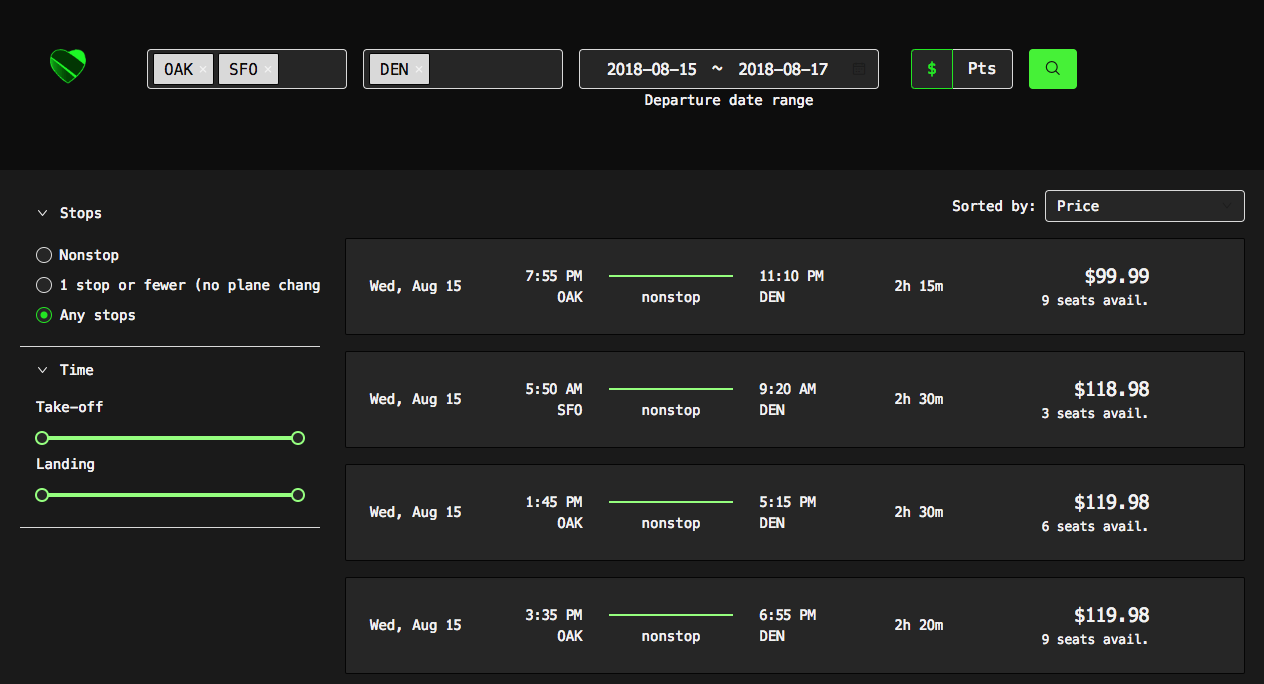 OAK × SFO × DEN × 2018-08-15 ~ 2018-08-17 $ Pts
Departure date range
Stops
Nonstop
1 stop or fewer (no plane chang
Any stops
Time
Take-off
Landing
Sorted by: Price
Wed, Aug 15 7:55 PM OAK nonstop 11:10 PM DEN 2h 15m $99.99
9 seats avail.
Wed, Aug 15 5:50 AM SFO nonstop 9:20 AM DEN 2h 30m $118.98
3 seats avail.
Wed, Aug 15 1:45 PM OAK nonstop 5:15 PM DEN 2h 30m $119.98
6 seats avail.
Wed, Aug 15 3:35 PM OAK nonstop 6:55 PM DEN 2h 20m $119.98
9 seats avail.